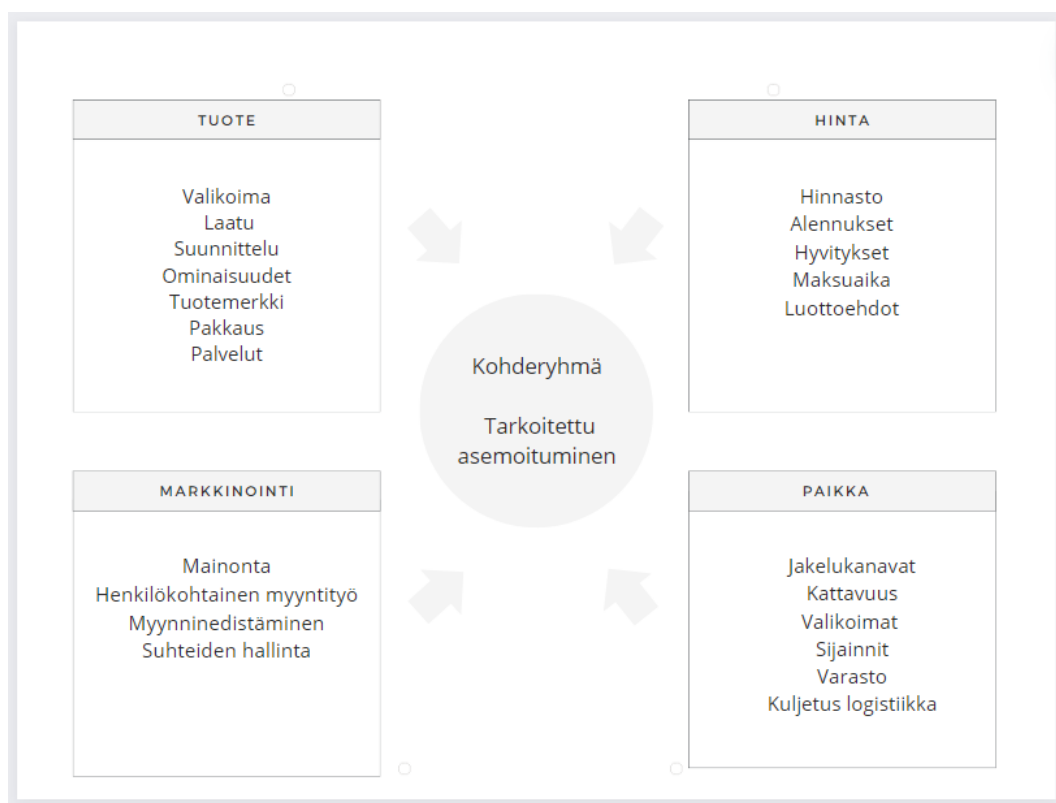 TUOTE
Valikoima
Laatu
Suunnittelu
Ominaisuudet
Tuotemerkki
Pakkaus
Palvelut
HINTA
Hinnasto
Alennukset
Hyvitykset
Maksuaika
Luottoehdot
Kohderyhmä
Tarkoitettu
asemoituminen
MARKKINOINTI
Mainonta
Henkilökohtainen myyntityö
Myynninedistäminen
Suhteiden hallinta
PAIKKA
Jakelukanavat
Kattavuus
Valikoimat
Sijainnit
Varasto
Kuljetus logistiikka